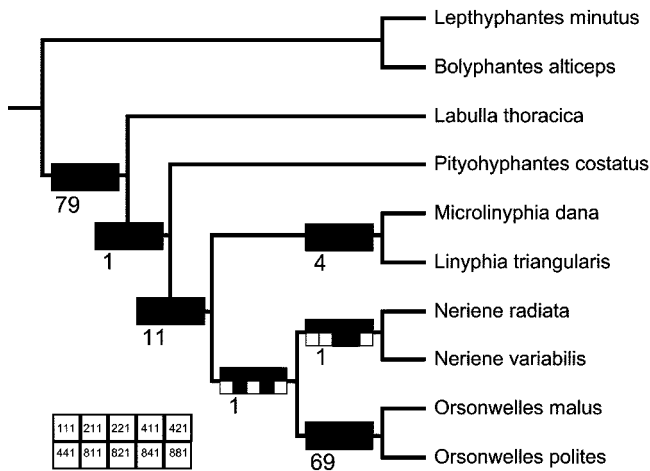 Lepthyphantes minutus
Bolyphantes alticeps
Labulla thoracica
Pityohyphantes costatus
79
Microlinyphia dana
1
4
Linyphia triangularis
Neriene radiata
11
1
Neriene variabilis
1
Orsonwelles malus
111 211 221 411 421
441 811 821 841 881
69
Orsonwelles polites